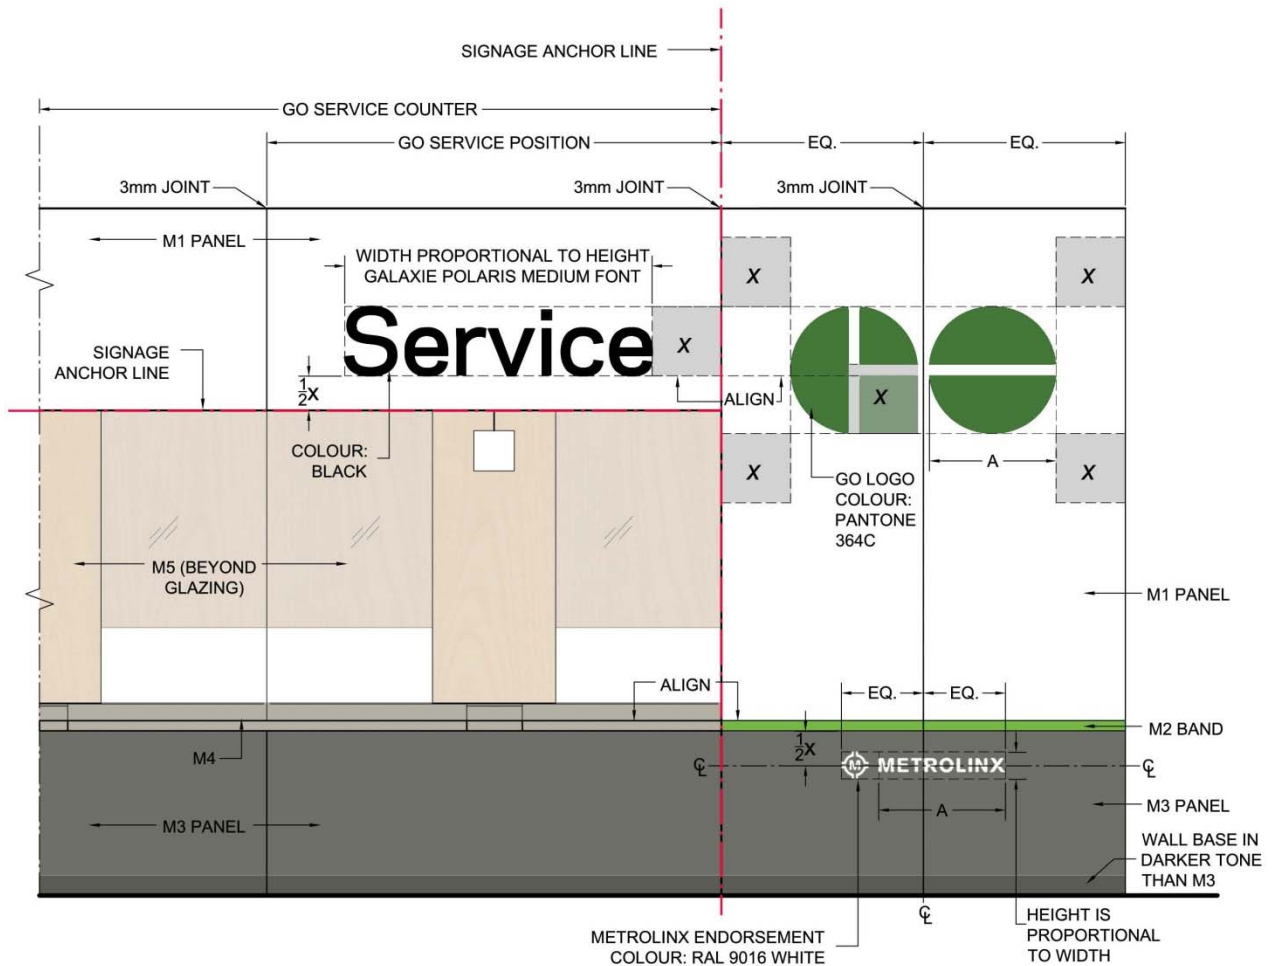 SIGNAGE ANCHOR LINE
GO SERVICE COUNTER
GO SERVICE POSITION
EQ.
EQ.
3mm JOINT
3mm JOINT
3mm JOINT
M1 PANEL
WIDTH PROPORTIONAL TO HEIGHT
GALAXIE POLARIS MEDIUM FONT
X
X
Service
X
SIGNAGE
ANCHOR LINE
½X
ALIGN
X
COLOUR:
BLACK
X
X
A
GO LOGO
COLOUR:
PANTONE
364C
M5 (BEYOND
GLAZING)
M1 PANEL
ALIGN
EQ.
EQ.
M2 BAND
M4
½X
℄
M METROLINX
℄
A
M3 PANEL
M3 PANEL
WALL BASE IN
DARKER TONE
THAN M3
℄
METROLINX ENDORSEMENT
COLOUR: RAL 9016 WHITE
HEIGHT IS
PROPORTIONAL
TO WIDTH